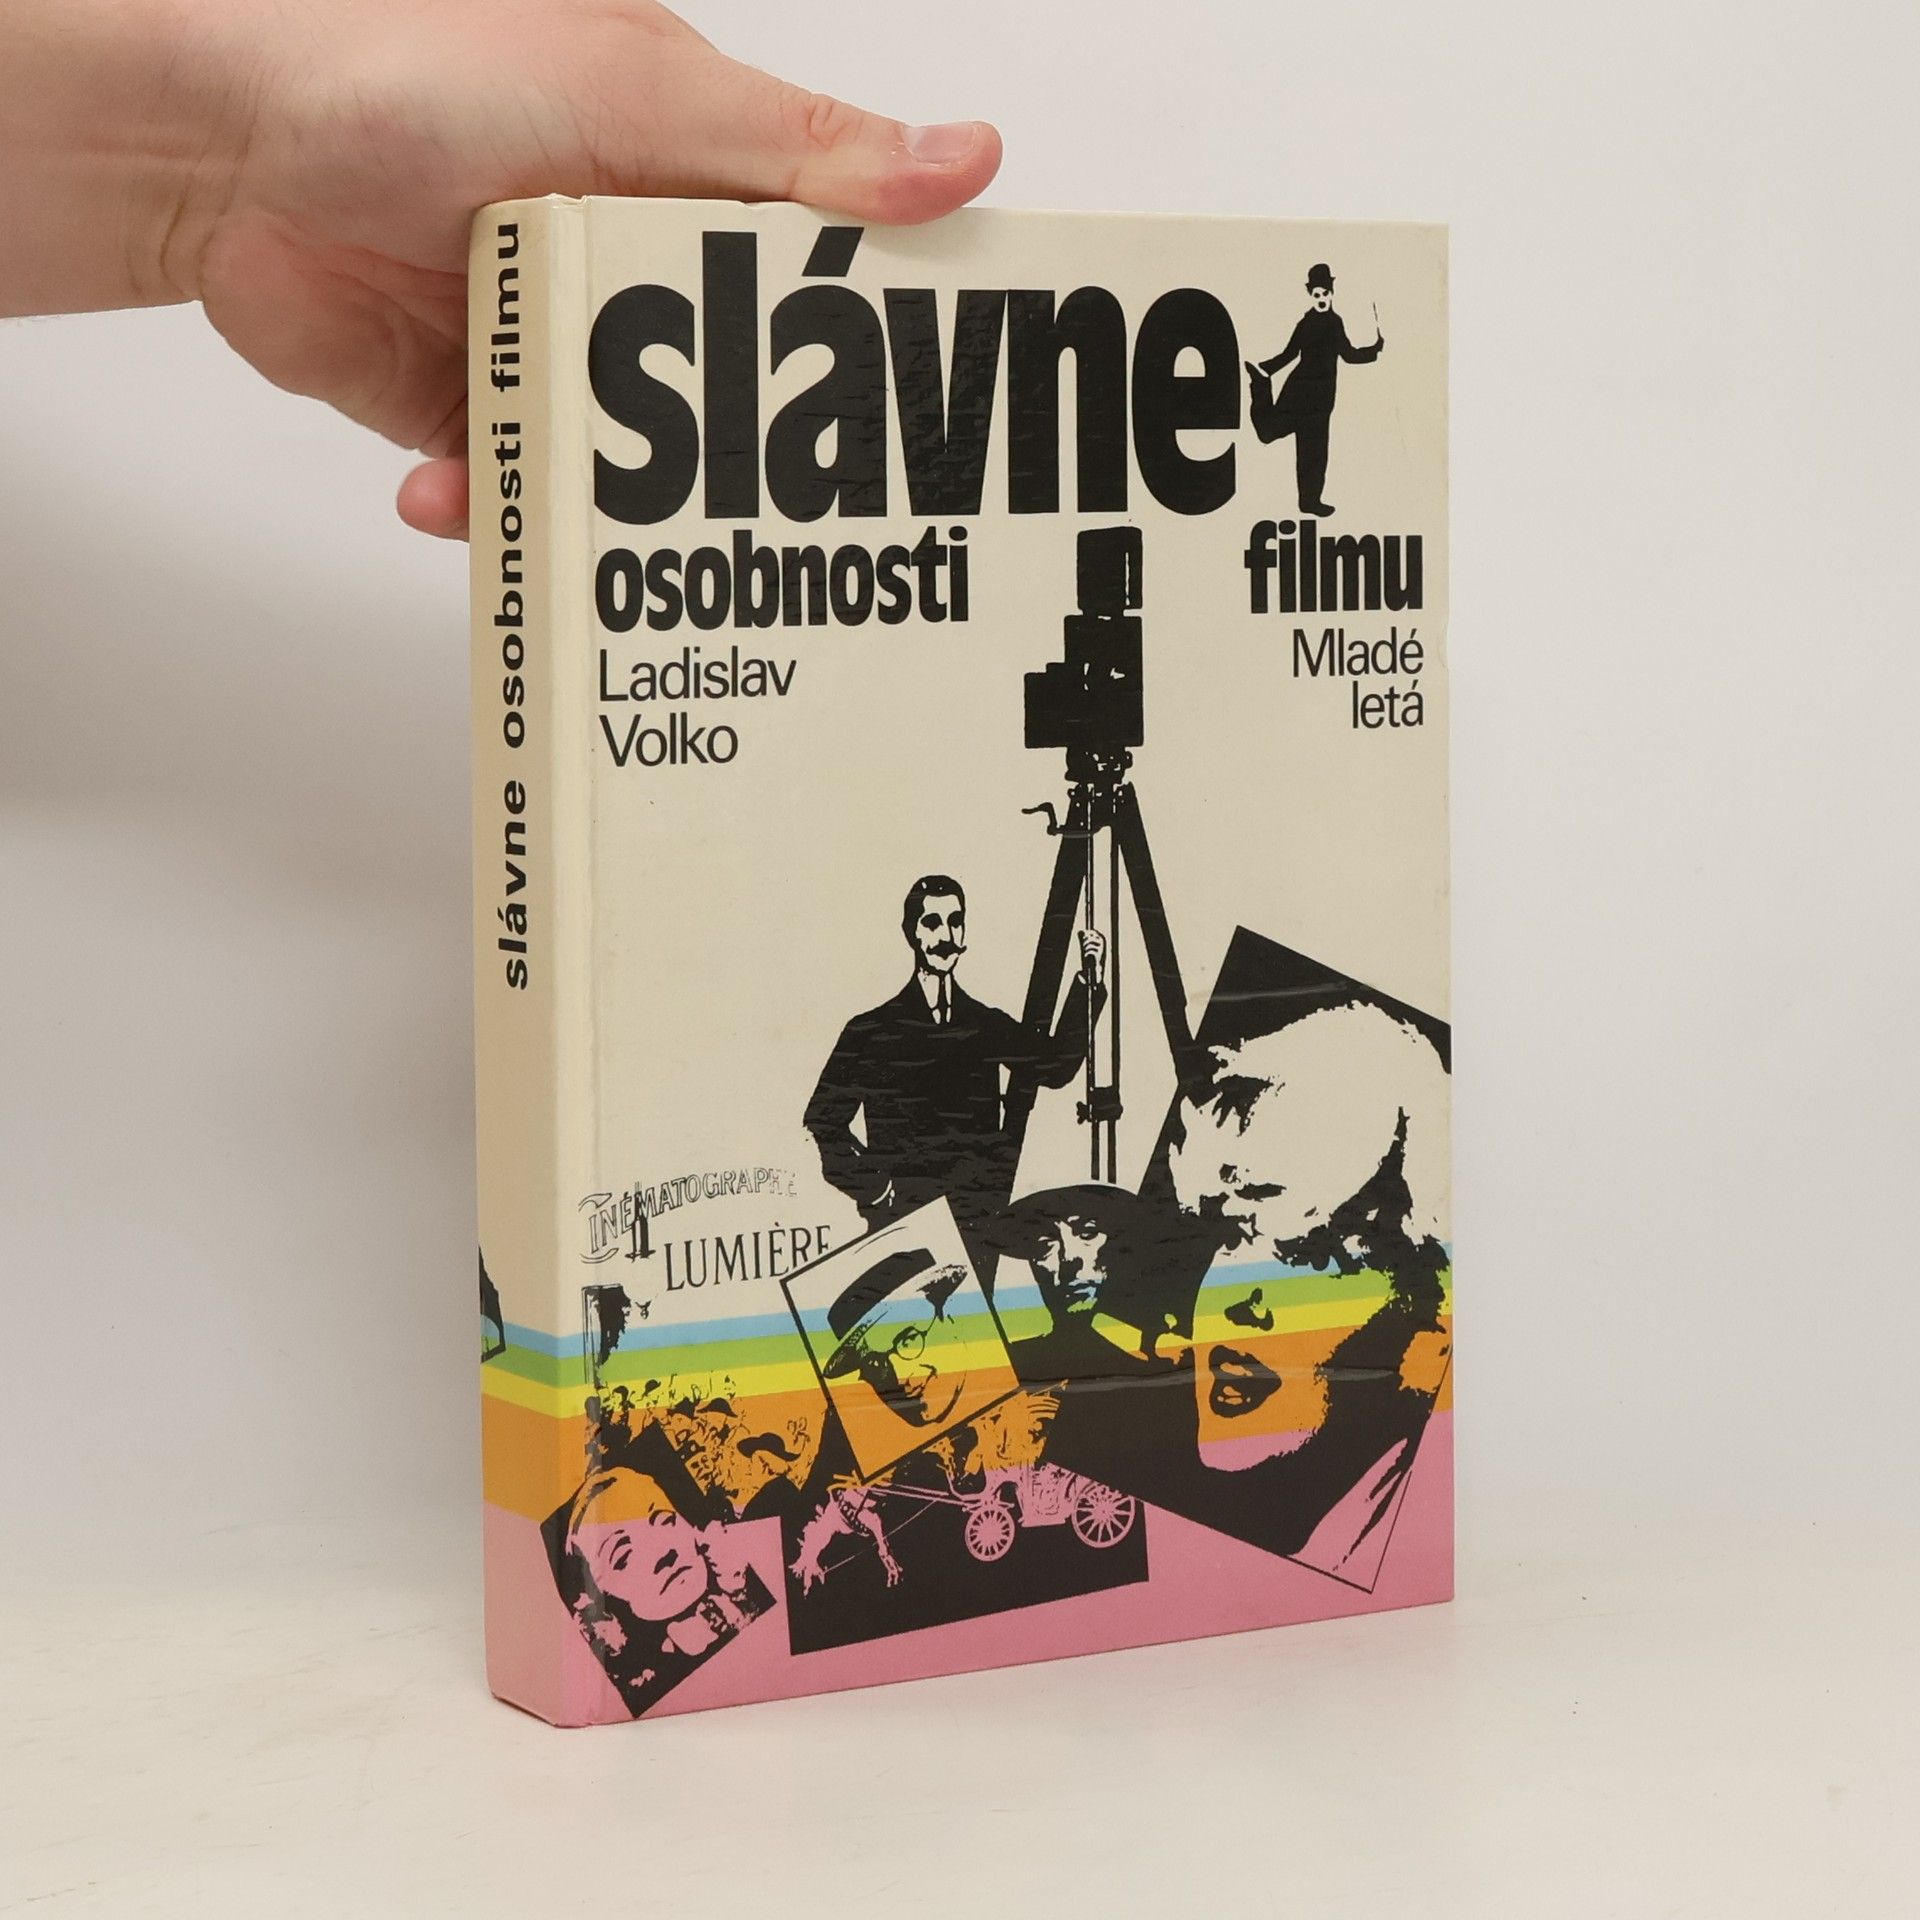 slávne osobnosti filmu
slávne
osobnosti filmu
Ladislav
Volko
Mladé
letá
CINÉMATOGRAPHE
LUMIÈRE